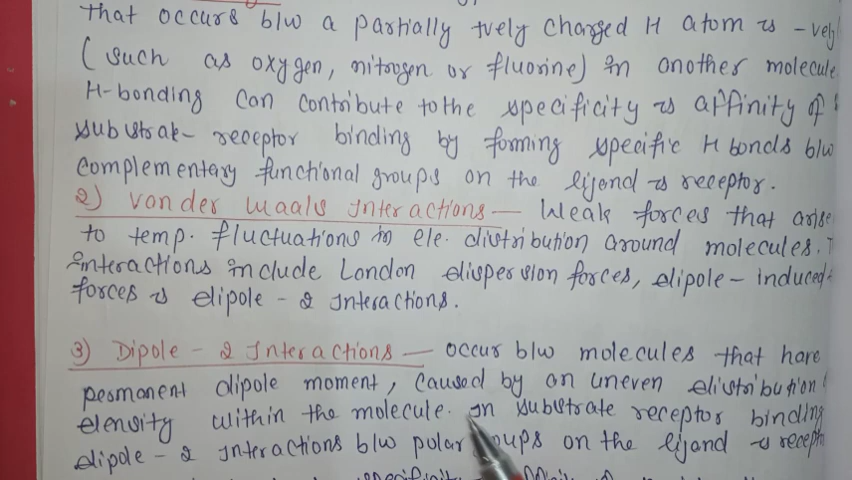 that occurs b/w a partially +vely charged H atom & -vely
(such as oxygen, nitrogen or fluorine) in another molecule
H-bonding can contribute to the specificity & affinity of
substrate- receptor binding by forming specific H bonds b/w
complementary functional groups on the ligand & receptor.
2) Vander Waals Interactions - Weak forces that arise
to temp. fluctuations in ele. distribution around molecules.
interactions include London dispersion forces, dipole - induced
forces & dipole - 2 Interactions.
3) Dipole - 2 Interactions - occur b/w molecules that have
permanent dipole moment, caused by an uneven distribution
density within the molecule. In substrate receptor binding
dipole - 2 interactions b/w polar groups on the ligand & recept